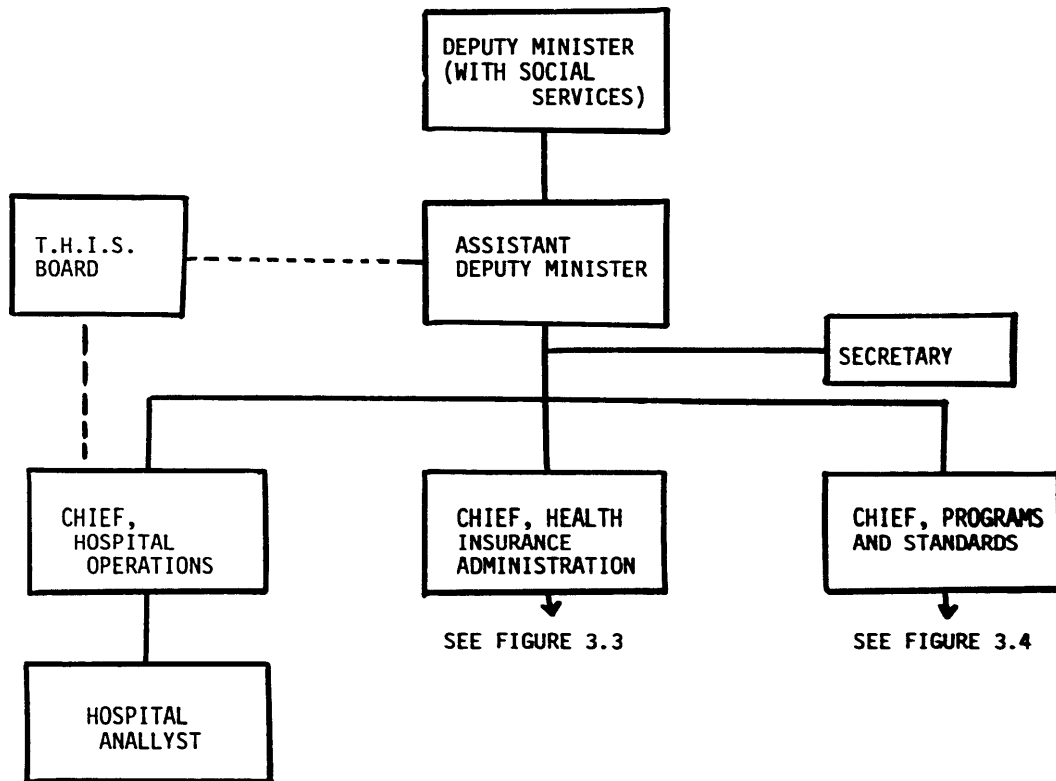 DEPUTY MINISTER
(WITH SOCIAL
SERVICES)
T.H.I.S.
BOARD
ASSISTANT
DEPUTY MINISTER
SECRETARY
CHIEF,
HOSPITAL
OPERATIONS
CHIEF, HEALTH
INSURANCE
ADMINISTRATION
CHIEF, PROGRAMS
AND STANDARDS
SEE FIGURE 3.3
SEE FIGURE 3.4
HOSPITAL
ANALLYST